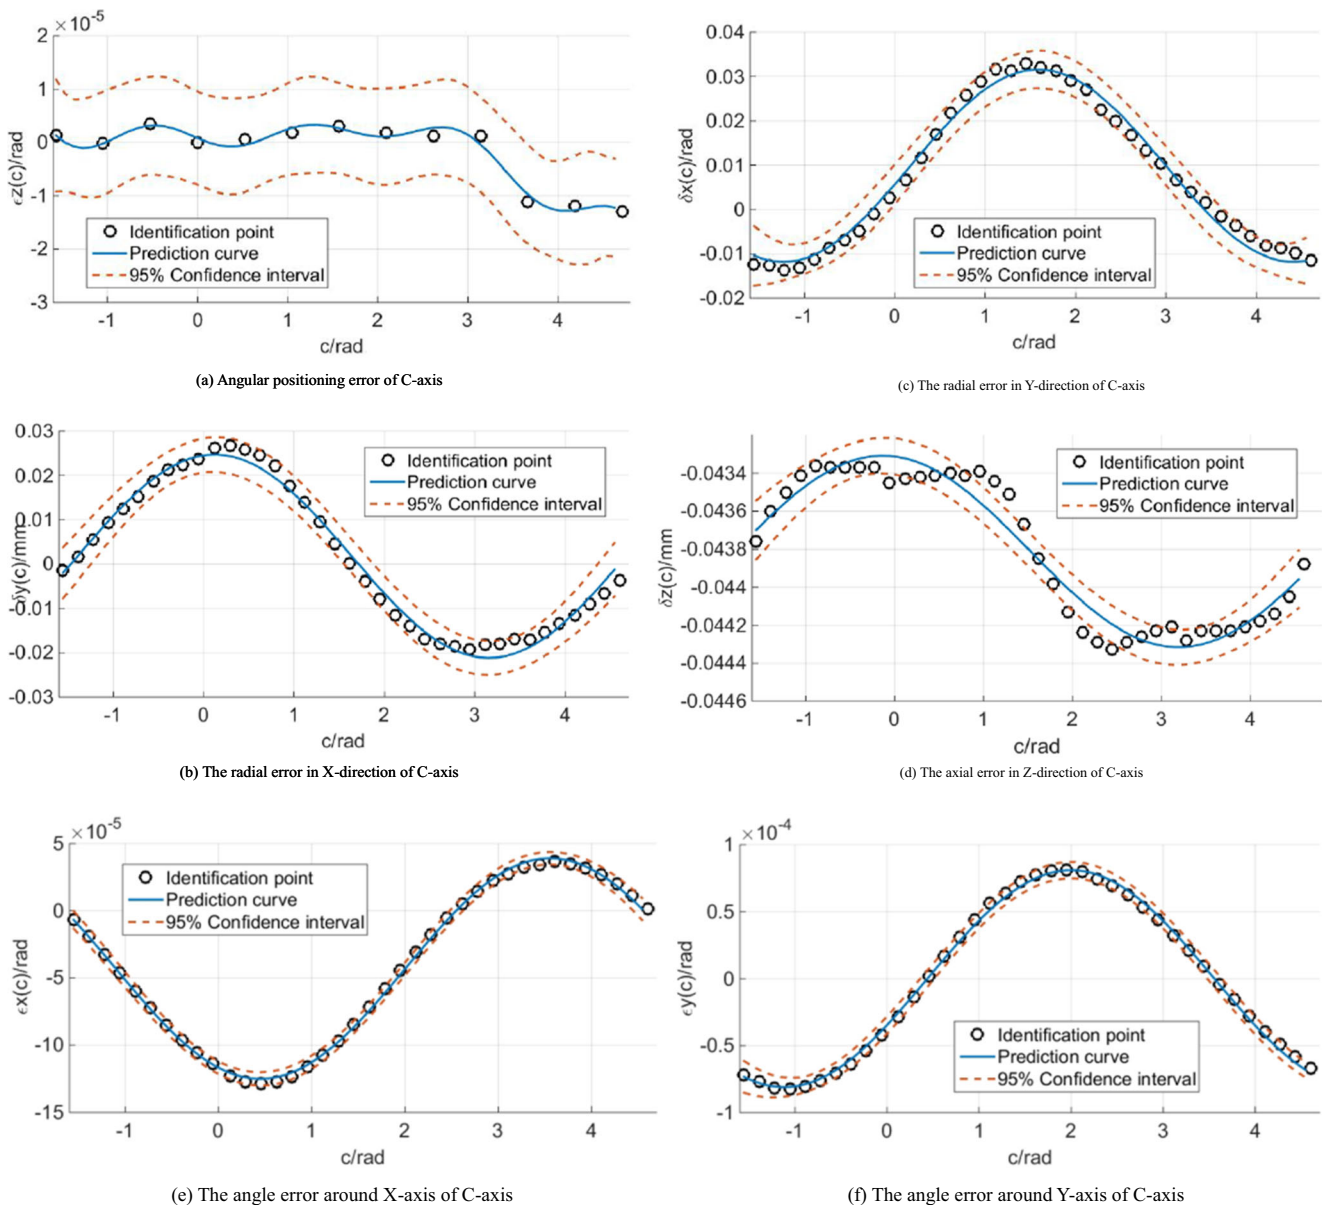 ×10⁻⁵
2
1
0
-1
-2
-3
ϵz(c)/rad
Identification point
Prediction curve
95% Confidence interval
-1 0 1 2 3 4
c/rad
(a) Angular positioning error of C-axis
0.04
0.03
0.02
0.01
0
-0.01
-0.02
δx(c)/rad
Identification point
Prediction curve
95% Confidence interval
-1 0 1 2 3 4
c/rad
(c) The radial error in Y-direction of C-axis
0.03
0.02
0.01
0
-0.01
-0.02
-0.03
δy(c)/mm
Identification point
Prediction curve
95% Confidence interval
-1 0 1 2 3 4
c/rad
(b) The radial error in X-direction of C-axis
-0.0434
-0.0436
-0.0438
-0.044
-0.0442
-0.0444
-0.0446
δz(c)/mm
Identification point
Prediction curve
95% Confidence interval
-1 0 1 2 3 4
c/rad
(d) The axial error in Z-direction of C-axis
×10⁻⁵
5
0
-5
-10
-15
ϵx(c)/rad
Identification point
Prediction curve
95% Confidence interval
-1 0 1 2 3 4
c/rad
(e) The angle error around X-axis of C-axis
×10⁻⁴
1
0.5
0
-0.5
-1
ϵy(c)/rad
Identification point
Prediction curve
95% Confidence interval
-1 0 1 2 3 4
c/rad
(f) The angle error around Y-axis of C-axis